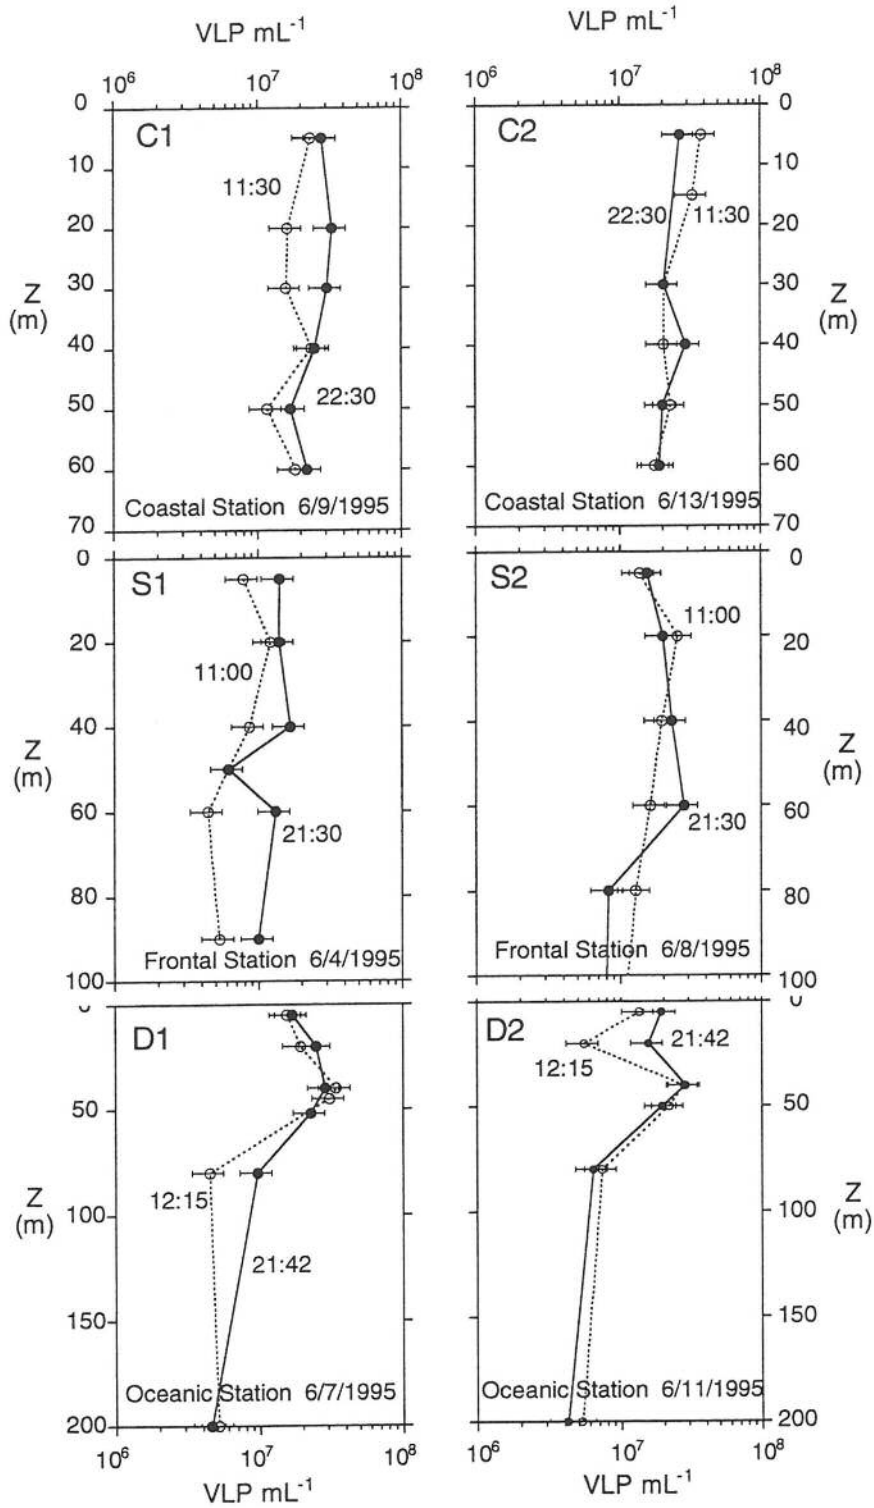 VLP mL⁻¹
VLP mL⁻¹
10⁶ 10⁷ 10⁸
10⁶ 10⁷ 10⁸
C1
0
10
20
30
40
50
60
70
Z
(m)
11:30
22:30
Coastal Station 6/9/1995
C2
0
10
20
30
40
50
60
70
Z
(m)
22:30 11:30
Coastal Station 6/13/1995
S1
0
20
40
60
80
100
Z
(m)
11:00
21:30
Frontal Station 6/4/1995
S2
0
20
40
60
80
100
Z
(m)
11:00
21:30
Frontal Station 6/8/1995
D1
0
50
100
150
200
Z
(m)
12:15
21:42
Oceanic Station 6/7/1995
D2
0
50
100
150
200
Z
(m)
21:42
12:15
Oceanic Station 6/11/1995
10⁶ 10⁷ 10⁸
10⁶ 10⁷ 10⁸
VLP mL⁻¹
VLP mL⁻¹